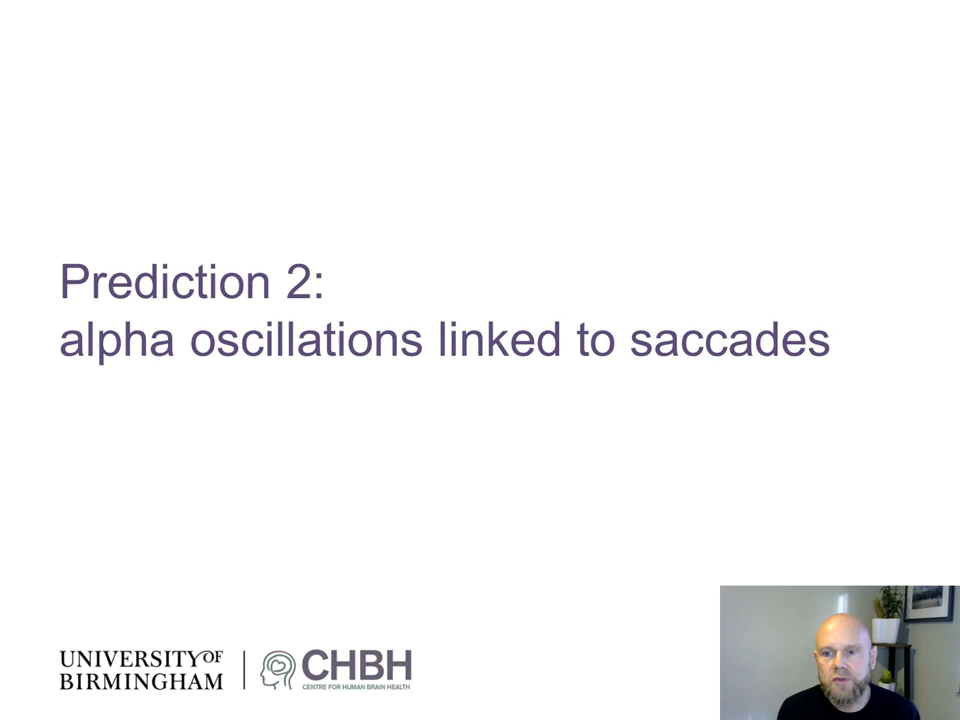 Prediction 2:
alpha oscillations linked to saccades
UNIVERSITY OF
BIRMINGHAM
CHBH
CENTRE FOR HUMAN BRAIN HEALTH